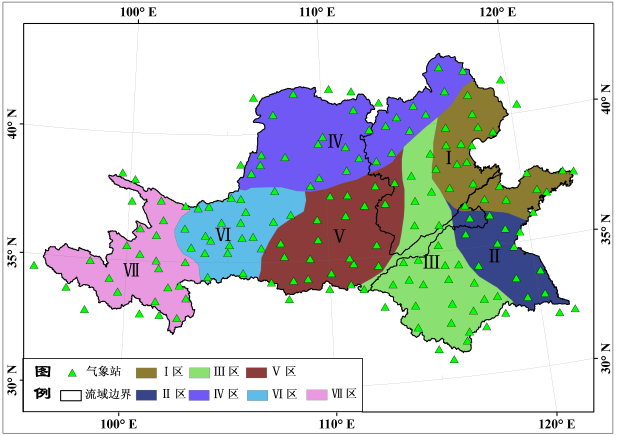 100° E 110° E 120° E
40° N 40° N
IV I
VI V
35° N 35° N
VII III II
30° N 30° N
图例
气象站 I 区 III 区 V 区
流域边界 II 区 IV 区 VI 区 VII 区
100° E 110° E 120° E